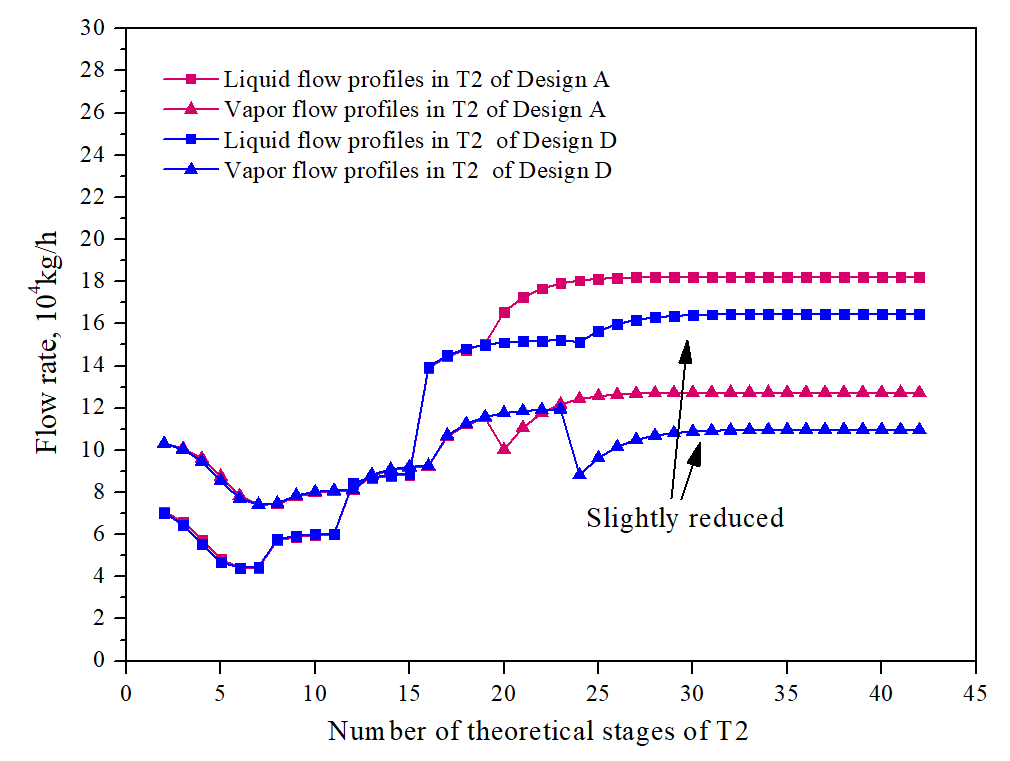 30
28
26
24
22
20
18
16
14
12
10
8
6
4
2
0
Flow rate, 10⁴kg/h
Liquid flow profiles in T2 of Design A
Vapor flow profiles in T2 of Design A
Liquid flow profiles in T2 of Design D
Vapor flow profiles in T2 of Design D
Slightly reduced
0 5 10 15 20 25 30 35 40 45
Number of theoretical stages of T2